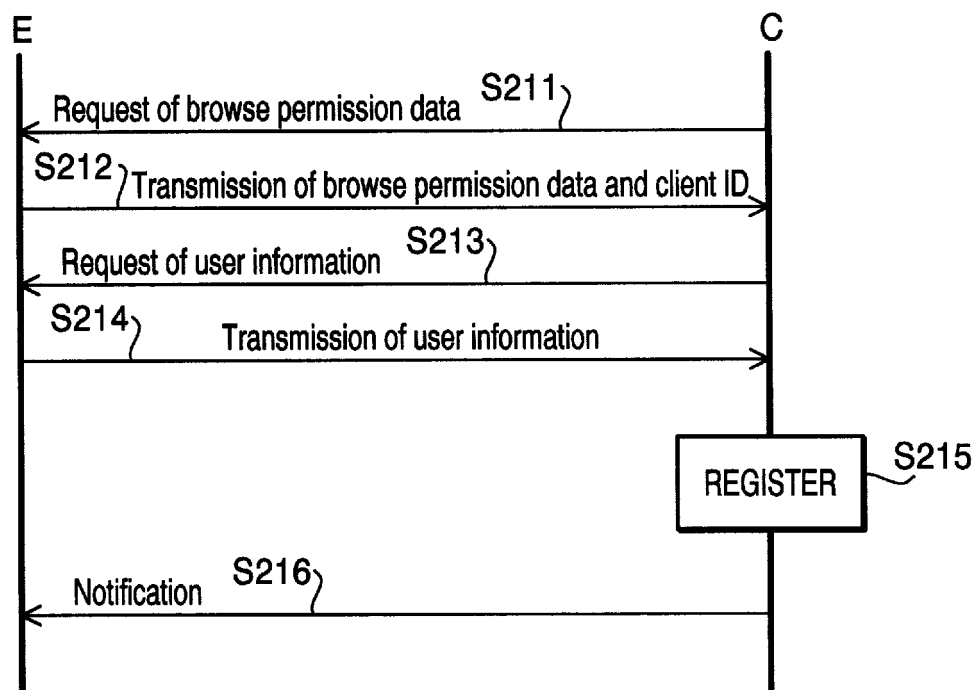 E
C
S211
Request of browse permission data
S212
Transmission of browse permission data and client ID
S213
Request of user information
S214
Transmission of user information
REGISTER
S215
S216
Notification